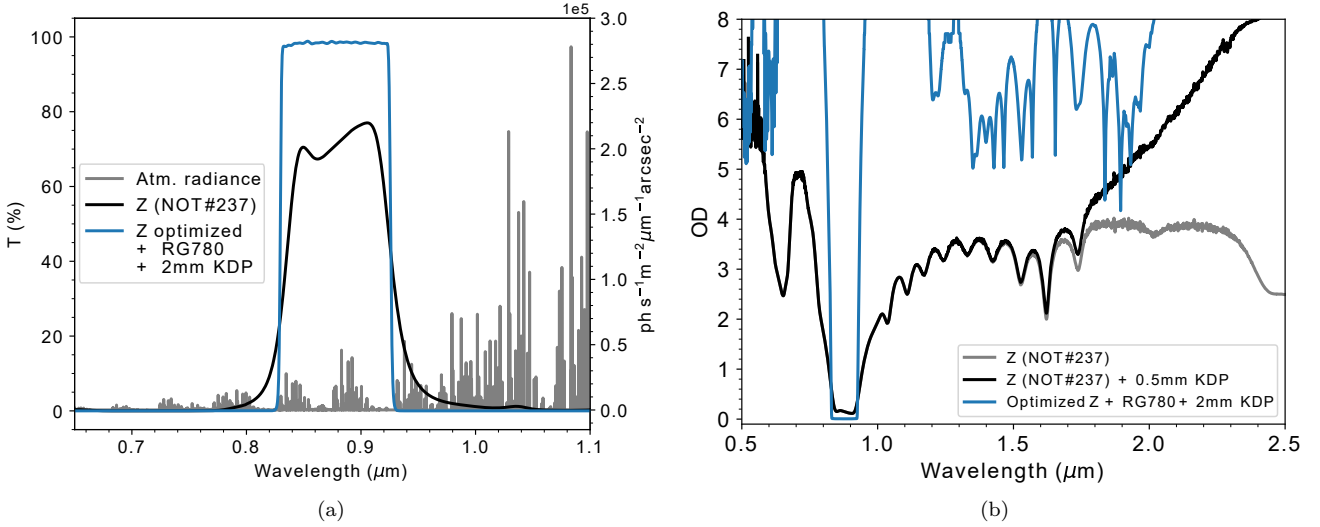 1e5
100
80
60
40
20
0
T (%)
3.0
2.5
2.0
1.5
1.0
0.5
0.0
ph s⁻¹m⁻²μm⁻¹arcsec⁻²
Atm. radiance
Z (NOT#237)
Z optimized
+ RG780
+ 2mm KDP
0.7 0.8 0.9 1.0 1.1
Wavelength (μm)
(a)
8
7
6
5
4
3
2
1
0
OD
Z (NOT#237)
Z (NOT#237) + 0.5mm KDP
Optimized Z + RG780 + 2mm KDP
0.5 1.0 1.5 2.0 2.5
Wavelength (μm)
(b)